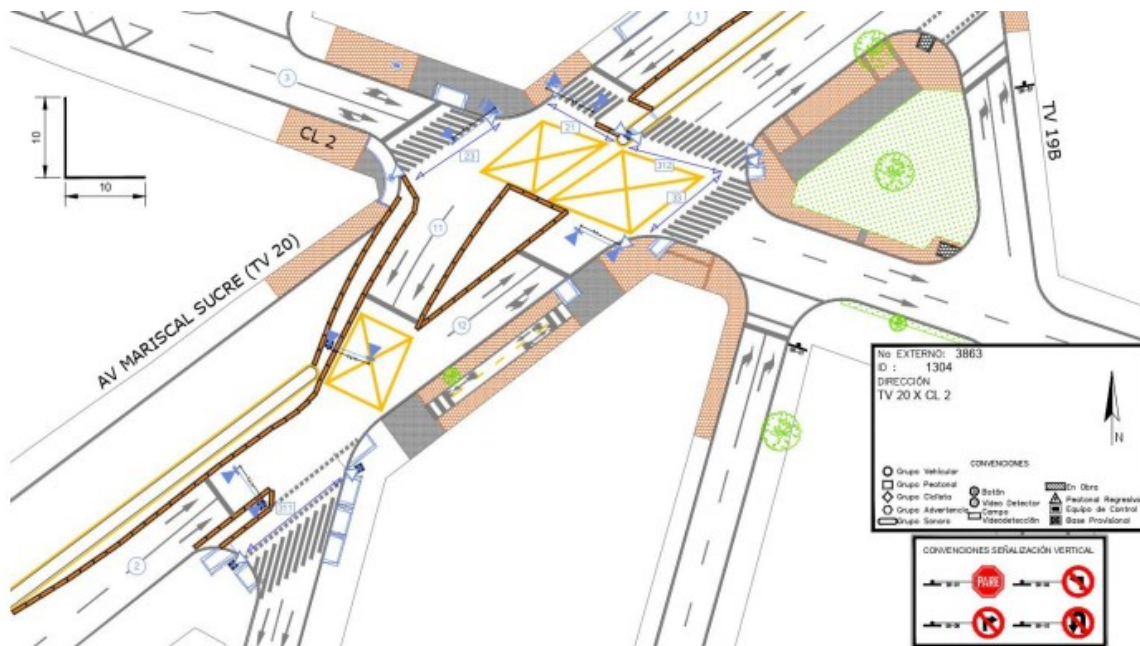 1
3
CL 2
TV 19B
10
10
21
23
312
33
11
12
AV MARISCAL SUCRE (TV 20)
311
2
No EXTERNO: 3863
ID : 1304
DIRECCIÓN
TV 20 X CL 2
N
CONVENCIONES
Grupo Vehicular
Grupo Peatonal
Grupo Ciclista
Grupo Advertencia
Grupo Sonoro
Botón
Video Detector
Campo Videodetección
En Obra
Peatonal Regresivo
Equipo de Control
Base Provisional
CONVENCIONES SEÑALIZACIÓN VERTICAL
PARE